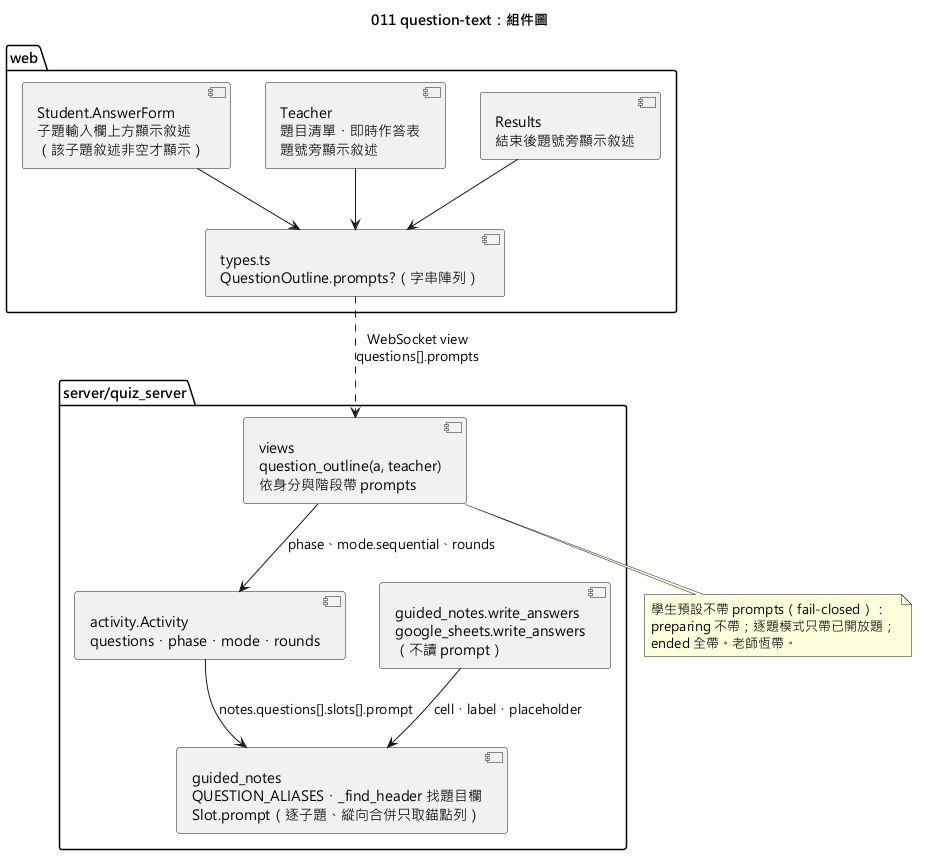 011 question-text：組件圖
web
Student.AnswerForm
子題輸入欄上方顯示敘述
（該子題敘述非空才顯示）
Teacher
題目清單．即時作答表
題號旁顯示敘述
Results
結束後題號旁顯示敘述
types.ts
QuestionOutline.prompts?（字串陣列）
WebSocket view
questions[].prompts
server/quiz_server
views
question_outline(a, teacher)
依身分與階段帶 prompts
phase、mode.sequential、rounds
activity.Activity
questions．phase．mode．rounds
guided_notes.write_answers
google_sheets.write_answers
（不讀 prompt）
學生預設不帶 prompts（fail-closed）：
preparing 不帶；逐題模式只帶已開放題；
ended 全帶。老師恆帶。
notes.questions[].slots[].prompt
cell．label．placeholder
guided_notes
QUESTION_ALIASES．_find_header 找題目欄
Slot.prompt（逐子題、縱向合併只取錨點列）